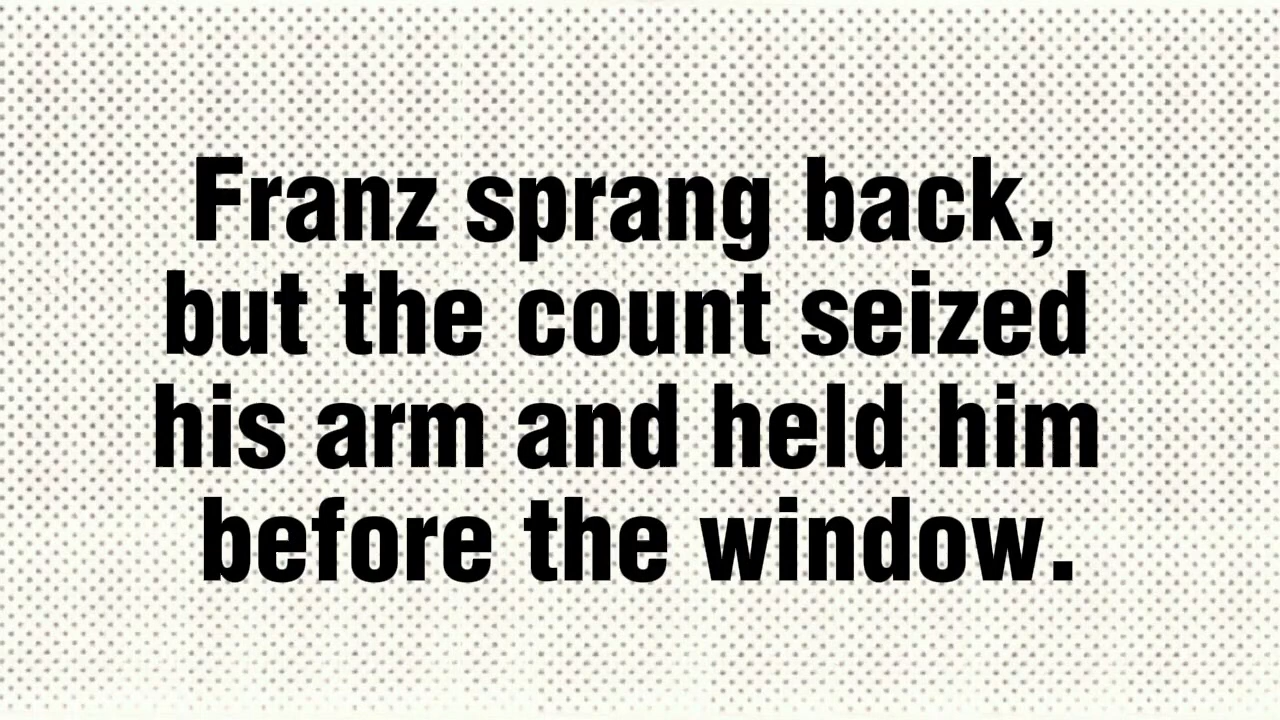 Franz sprang back,
but the count seized
his arm and held him
before the window.